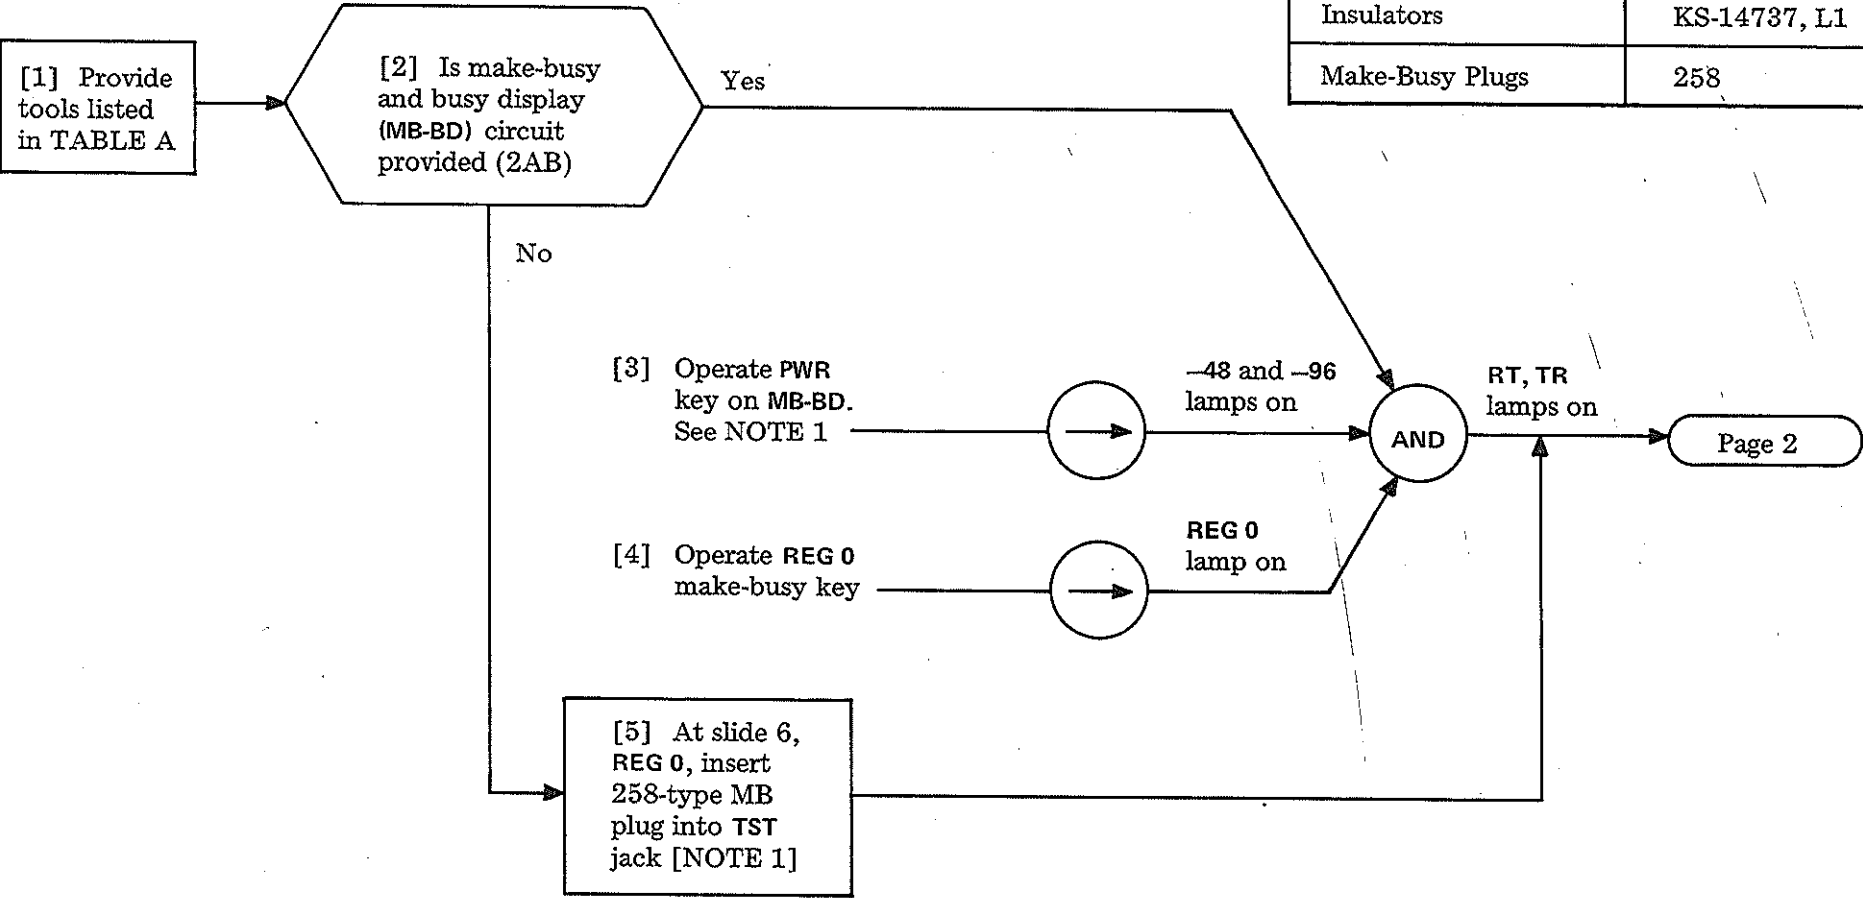 Insulators KS-14737, L1
Make-Busy Plugs 258
[1] Provide
tools listed
in TABLE A
[2] Is make-busy
and busy display
(MB-BD) circuit
provided (2AB)
Yes
No
[3] Operate PWR
key on MB-BD.
See NOTE 1
–48 and –96
lamps on
AND
RT, TR
lamps on
Page 2
[4] Operate REG 0
make-busy key
REG 0
lamp on
[5] At slide 6,
REG 0, insert
258-type MB
plug into TST
jack [NOTE 1]